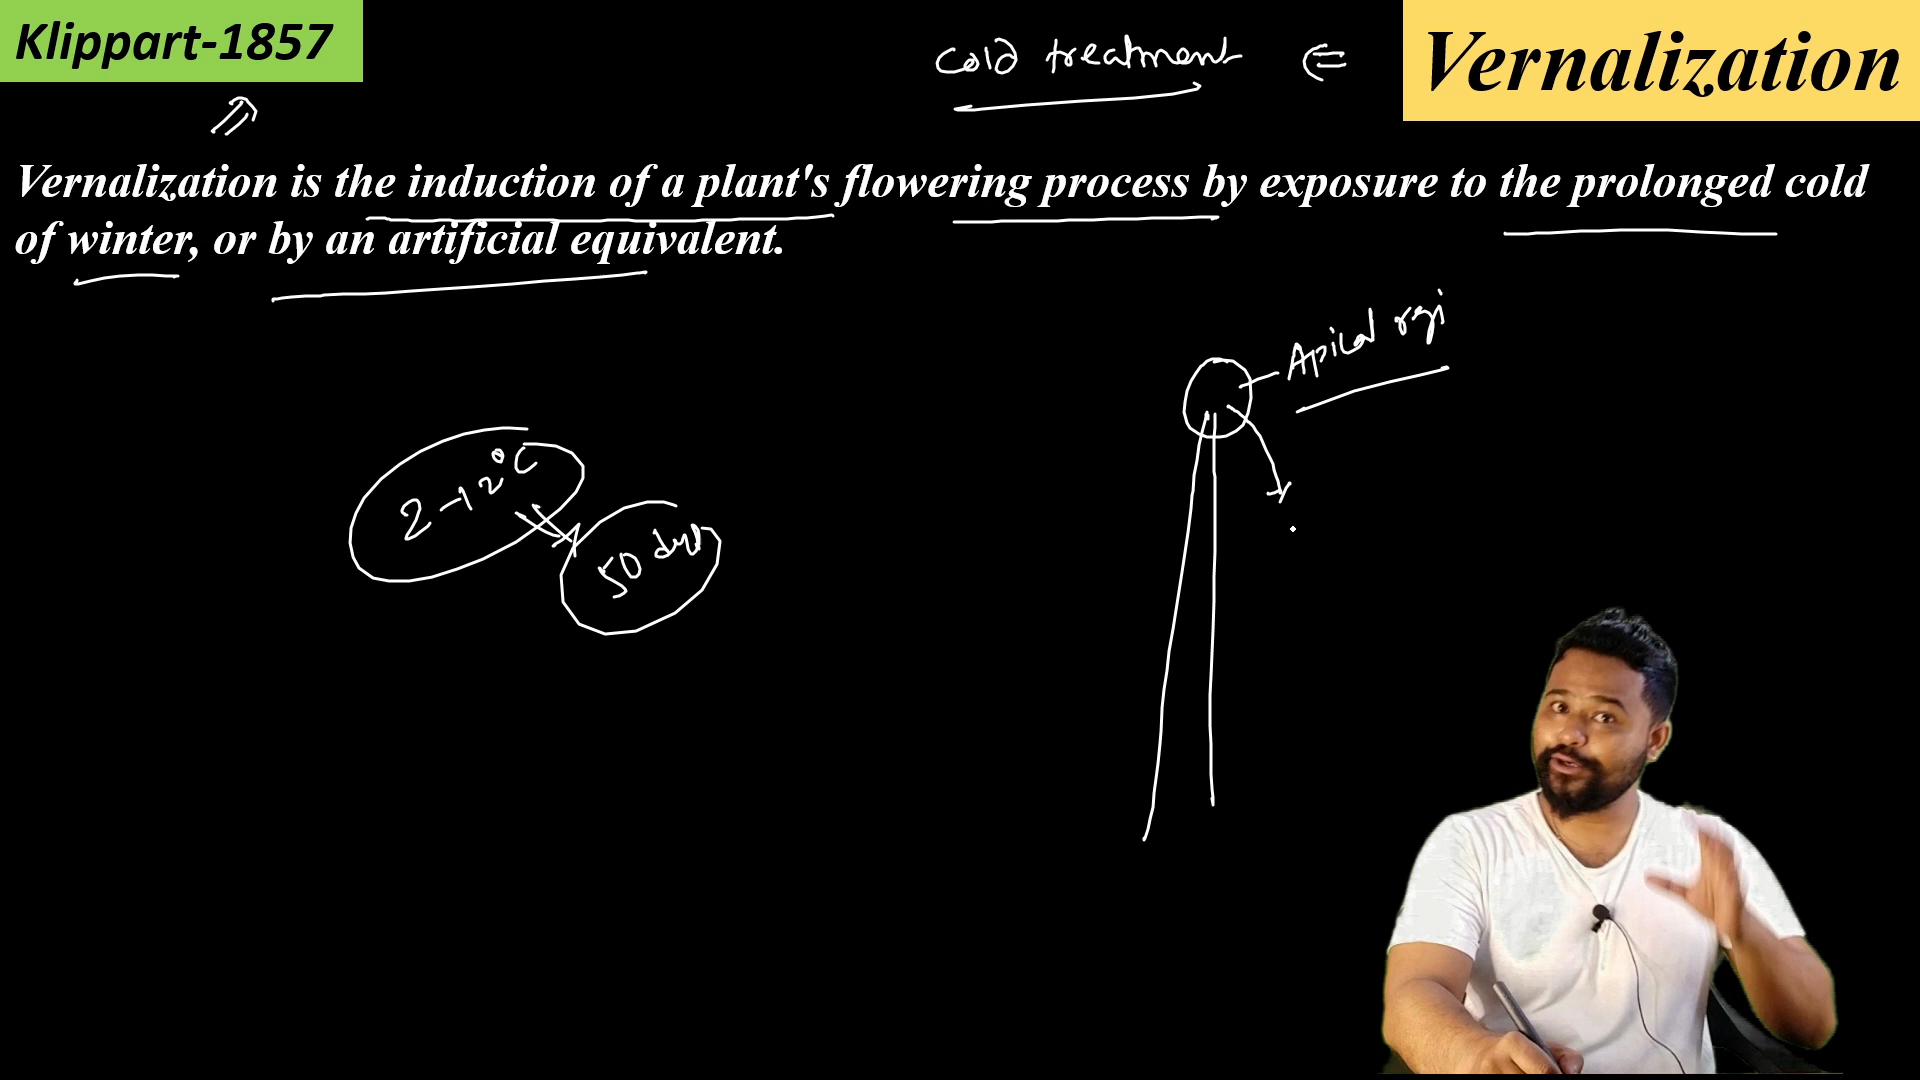 Klippart-1857
cold treatment
Vernalization
Vernalization is the induction of a plant's flowering process by exposure to the prolonged cold
of winter, or by an artificial equivalent.
Apical regi
2-12°C
50 days